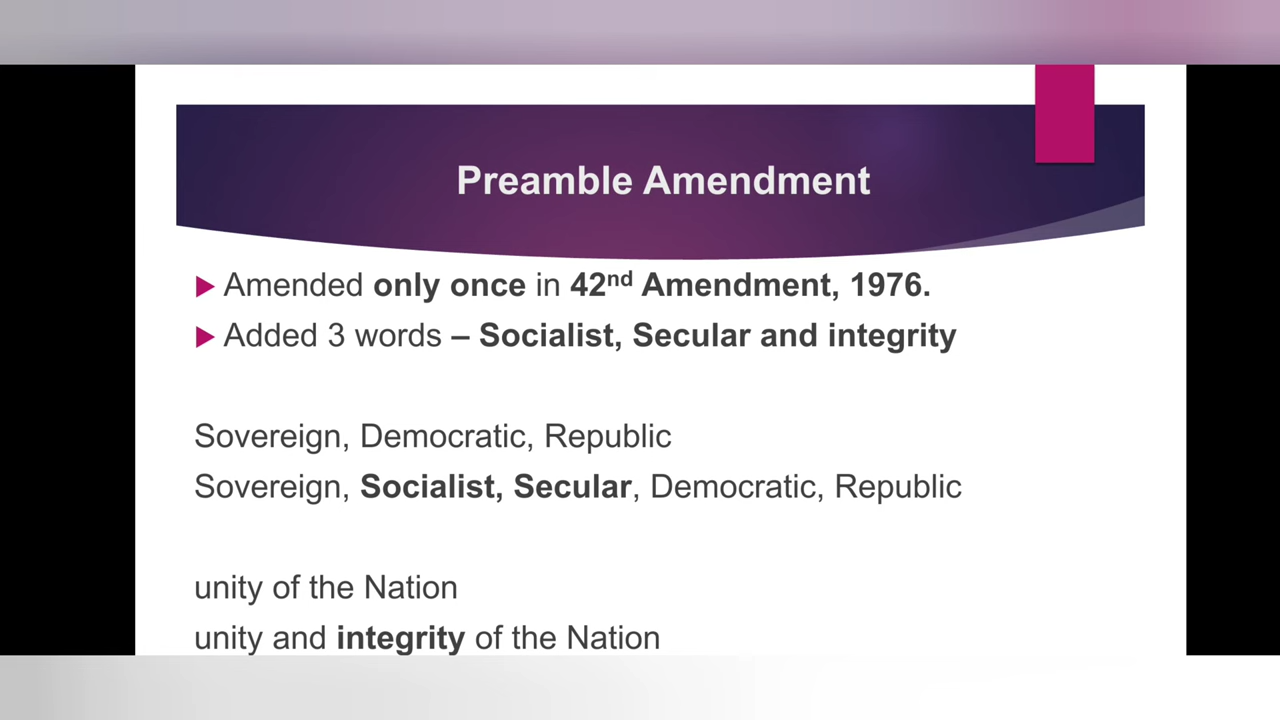 Preamble Amendment
Amended only once in 42nd Amendment, 1976.
Added 3 words – Socialist, Secular and integrity
Sovereign, Democratic, Republic
Sovereign, Socialist, Secular, Democratic, Republic
unity of the Nation
unity and integrity of the Nation